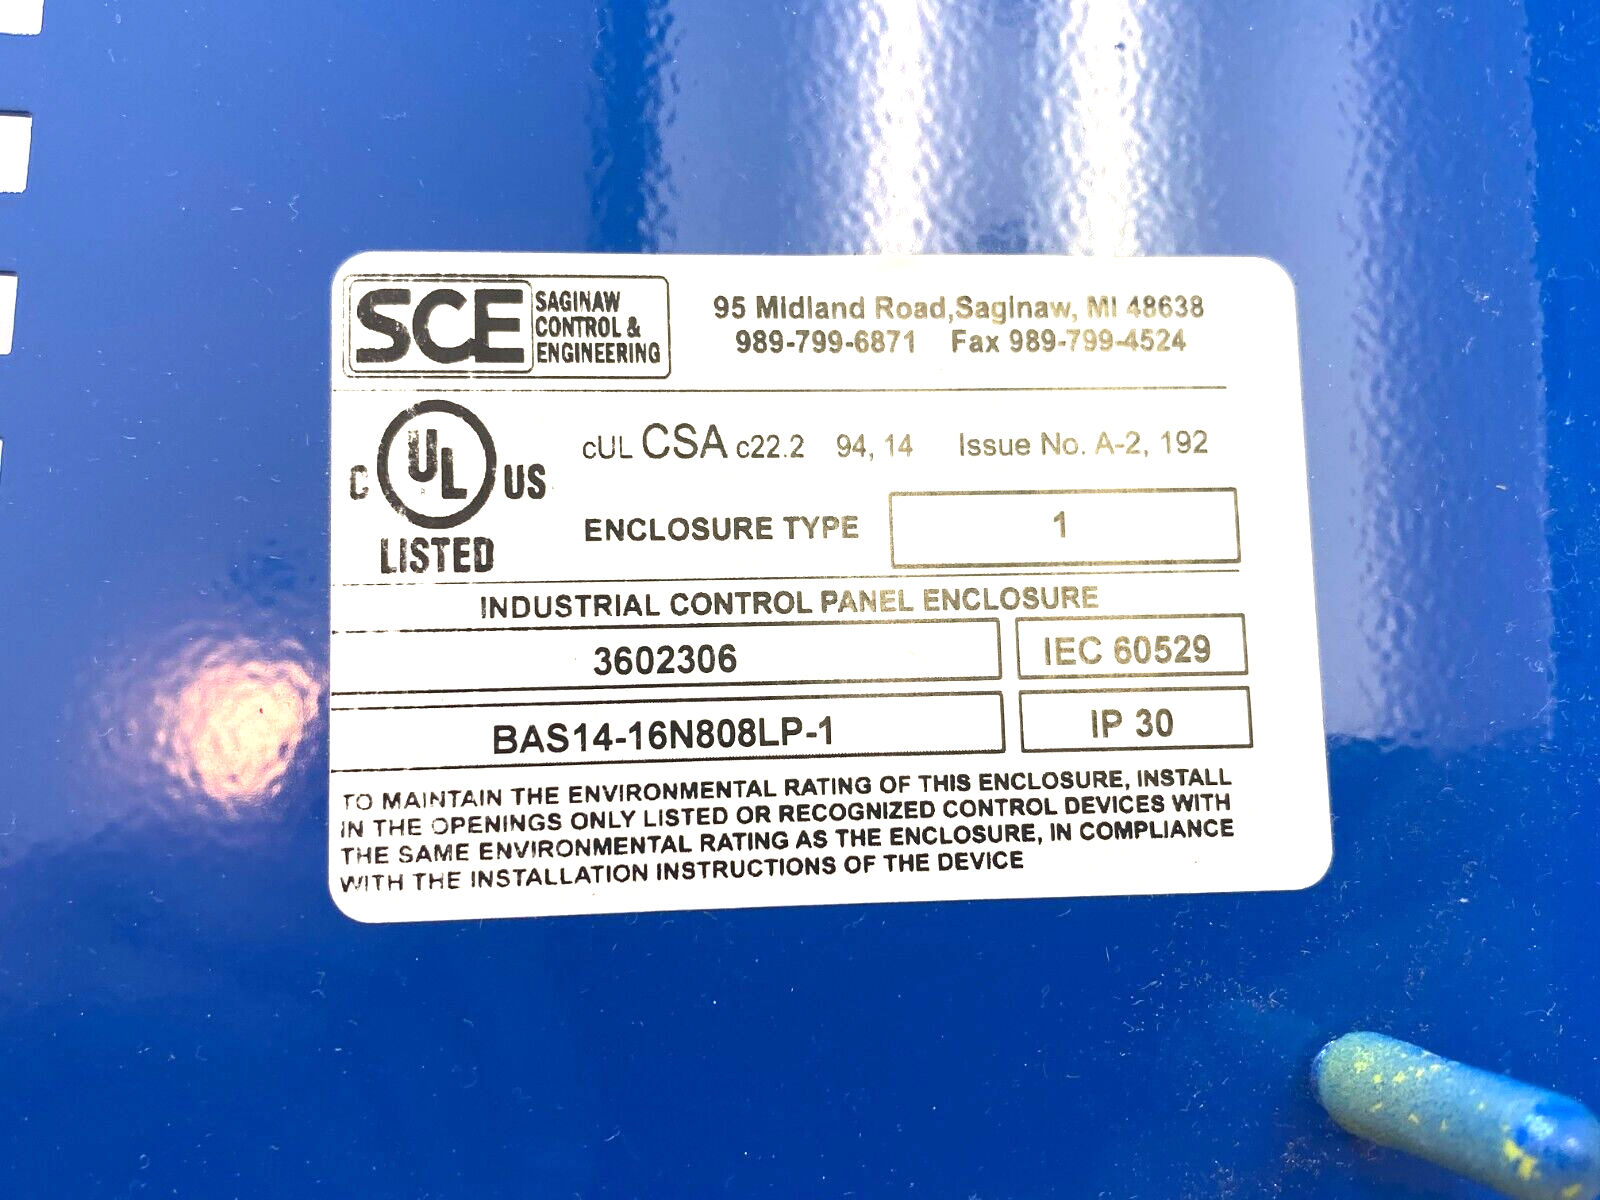 SCE SAGINAW
CONTROL &
ENGINEERING
95 Midland Road,Saginaw, MI 48638
989-799-6871 Fax 989-799-4524
C UL US
LISTED
cUL CSA c22.2 94, 14 Issue No. A-2, 192
ENCLOSURE TYPE 1
INDUSTRIAL CONTROL PANEL ENCLOSURE
3602306 IEC 60529
BAS14-16N808LP-1 IP 30
TO MAINTAIN THE ENVIRONMENTAL RATING OF THIS ENCLOSURE, INSTALL
IN THE OPENINGS ONLY LISTED OR RECOGNIZED CONTROL DEVICES WITH
THE SAME ENVIRONMENTAL RATING AS THE ENCLOSURE, IN COMPLIANCE
WITH THE INSTALLATION INSTRUCTIONS OF THE DEVICE